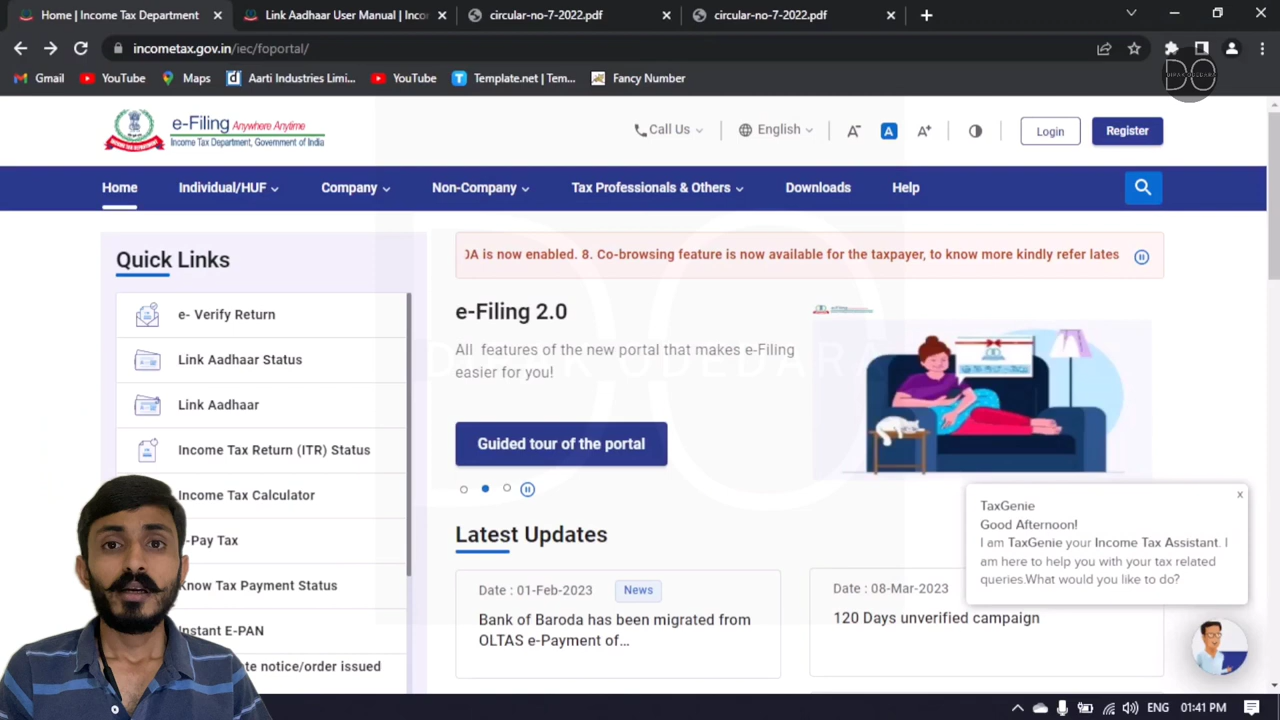 Home | Income Tax Department
Link Aadhaar User Manual | Incor
circular-no-7-2022.pdf
circular-no-7-2022.pdf
incometax.gov.in/iec/foportal/
Gmail
YouTube
Maps
Aarti Industries Limi...
YouTube
Template.net | Tem...
Fancy Number
DO
DIPAK ODEDARA
e-Filing Anywhere Anytime
Income Tax Department, Government of India
Call Us
English
A-
A
A+
Login
Register
Home
Individual/HUF
Company
Non-Company
Tax Professionals & Others
Downloads
Help
Quick Links
e- Verify Return
Link Aadhaar Status
Link Aadhaar
Income Tax Return (ITR) Status
Income Tax Calculator
-Pay Tax
Know Tax Payment Status
Instant E-PAN
te notice/order issued
DA is now enabled. 8. Co-browsing feature is now available for the taxpayer, to know more kindly refer lates
e-Filing 2.0
All features of the new portal that makes e-Filing
easier for you!
Guided tour of the portal
Latest Updates
Date : 01-Feb-2023
News
Bank of Baroda has been migrated from
OLTAS e-Payment of...
Date : 08-Mar-2023
120 Days unverified campaign
x
TaxGenie
Good Afternoon!
I am TaxGenie your Income Tax Assistant. I
am here to help you with your tax related
queries.What would you like to do?
ENG
01:41 PM